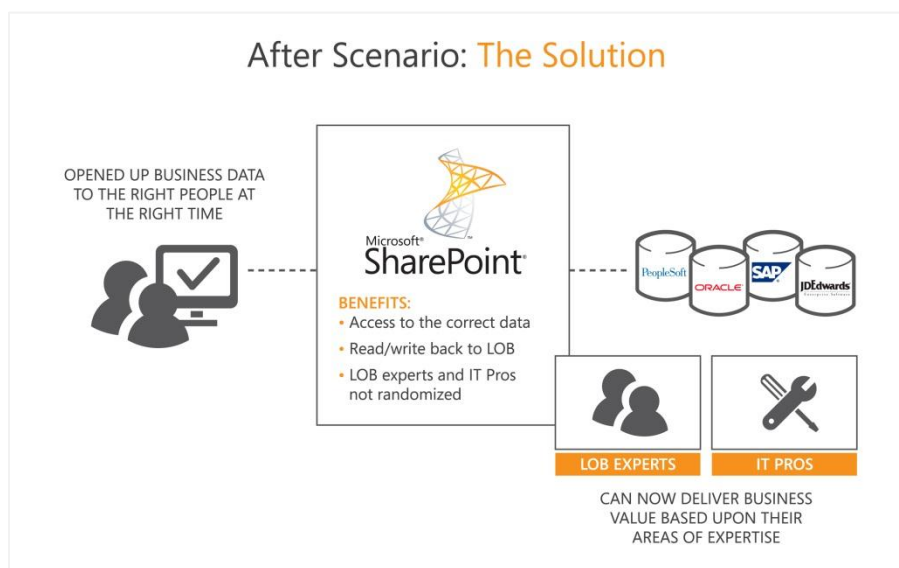 After Scenario: The Solution
OPENED UP BUSINESS DATA
TO THE RIGHT PEOPLE AT
THE RIGHT TIME
Microsoft®
SharePoint®
BENEFITS:
• Access to the correct data
• Read/write back to LOB
• LOB experts and IT Pros
not randomized
PeopleSoft
ORACLE®
SAP
JDEdwards
Enterprise Software
LOB EXPERTS
IT PROS
CAN NOW DELIVER BUSINESS
VALUE BASED UPON THEIR
AREAS OF EXPERTISE